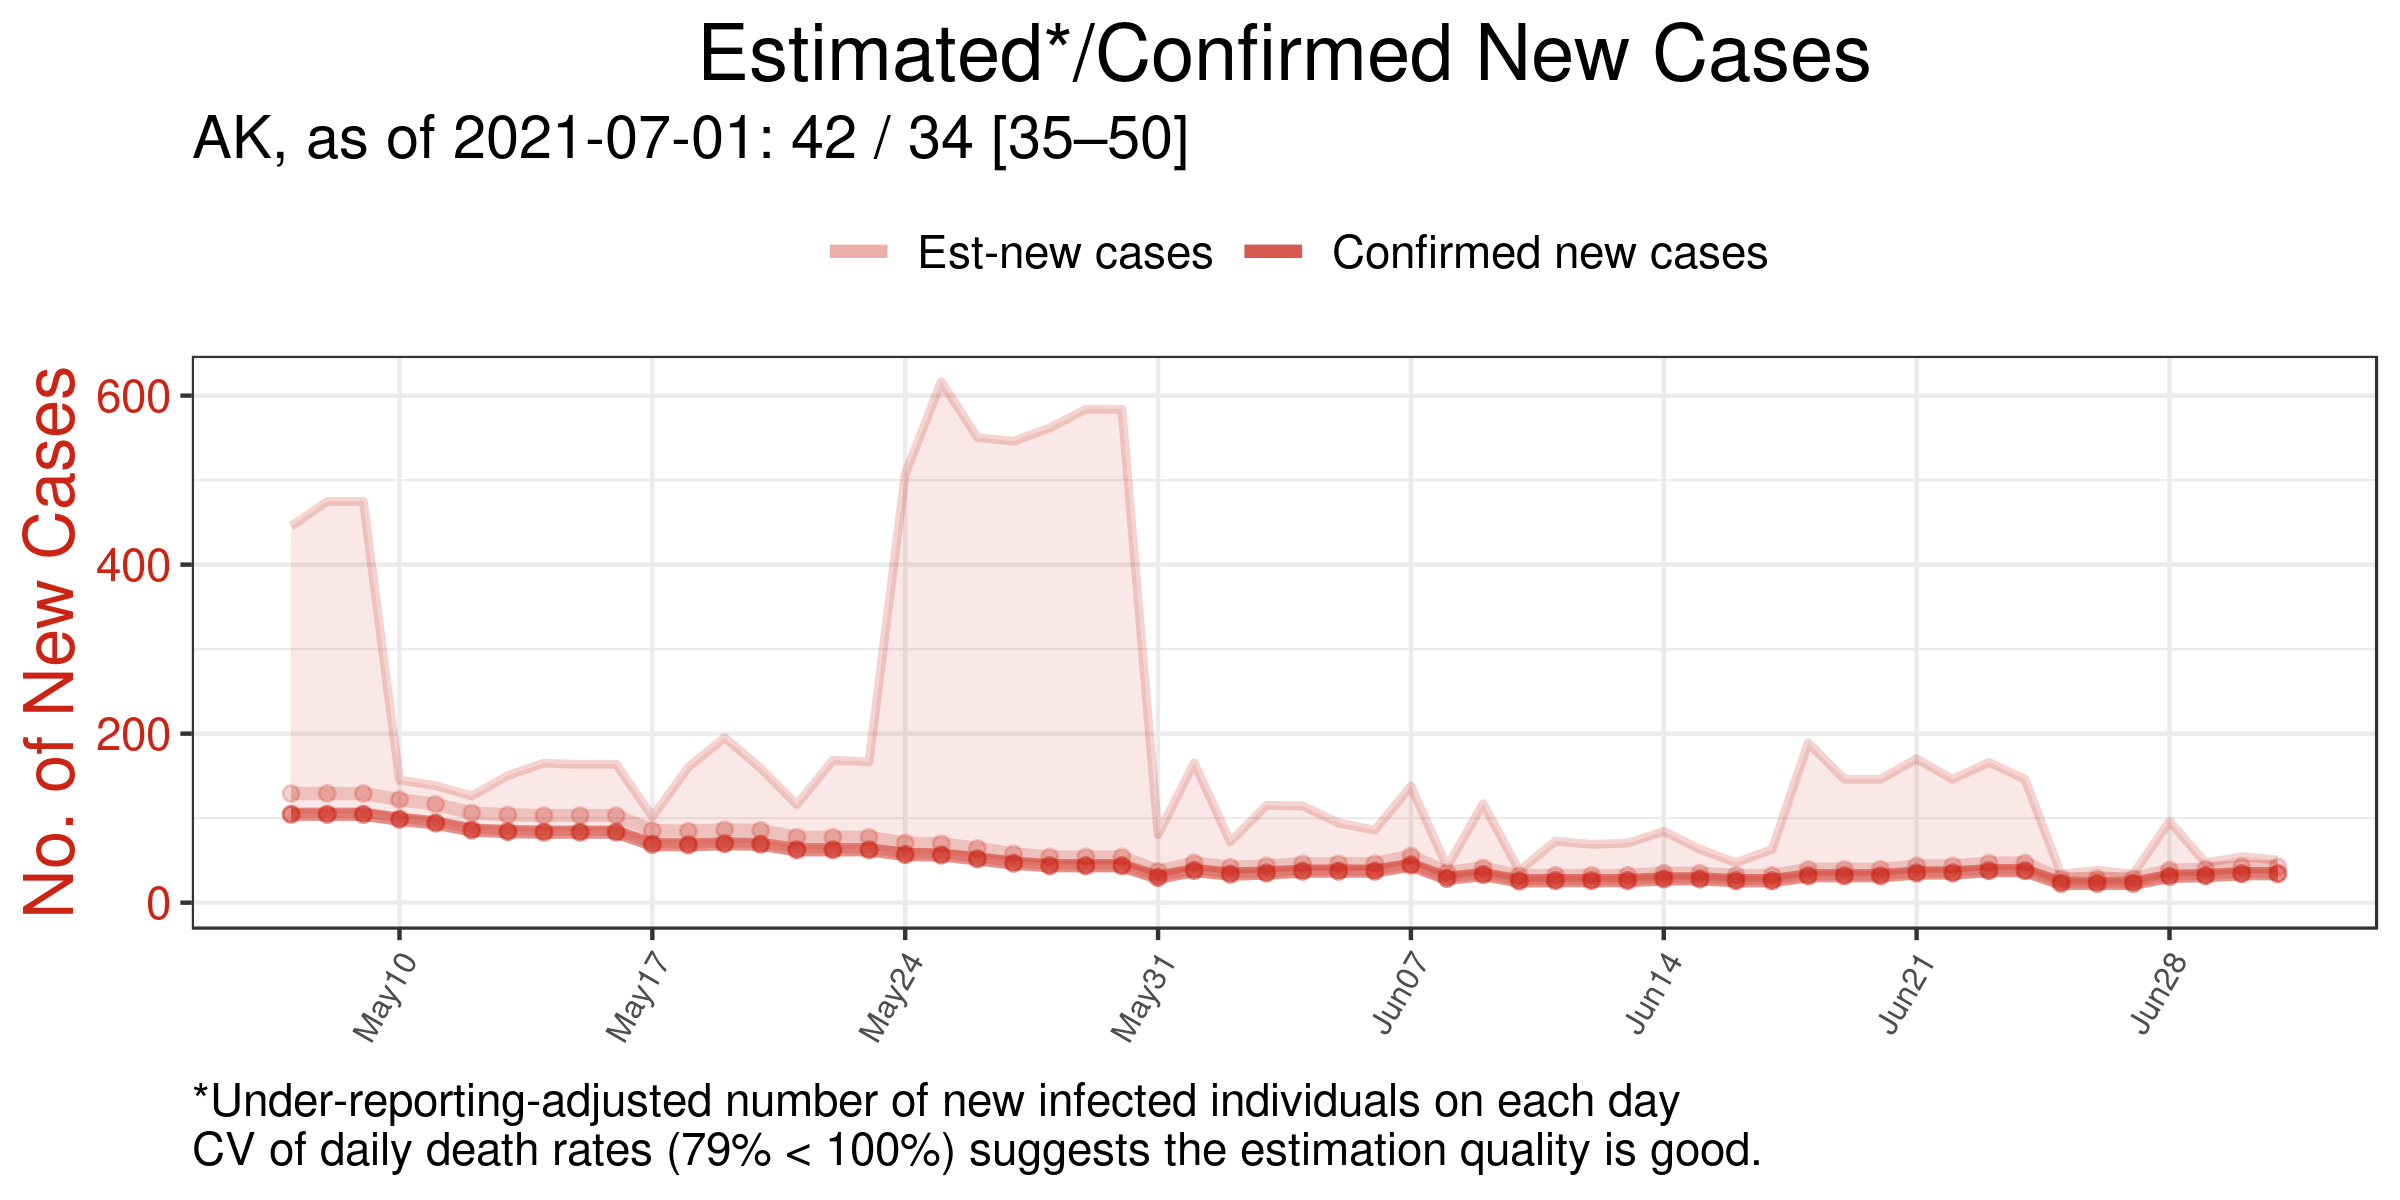 Estimated*/Confirmed New Cases
AK, as of 2021-07-01: 42 / 34 [35–50]
Est-new cases
Confirmed new cases
No. of New Cases
600
400
200
0
May10
May17
May24
May31
Jun07
Jun14
Jun21
Jun28
*Under-reporting-adjusted number of new infected individuals on each day
CV of daily death rates (79% < 100%) suggests the estimation quality is good.